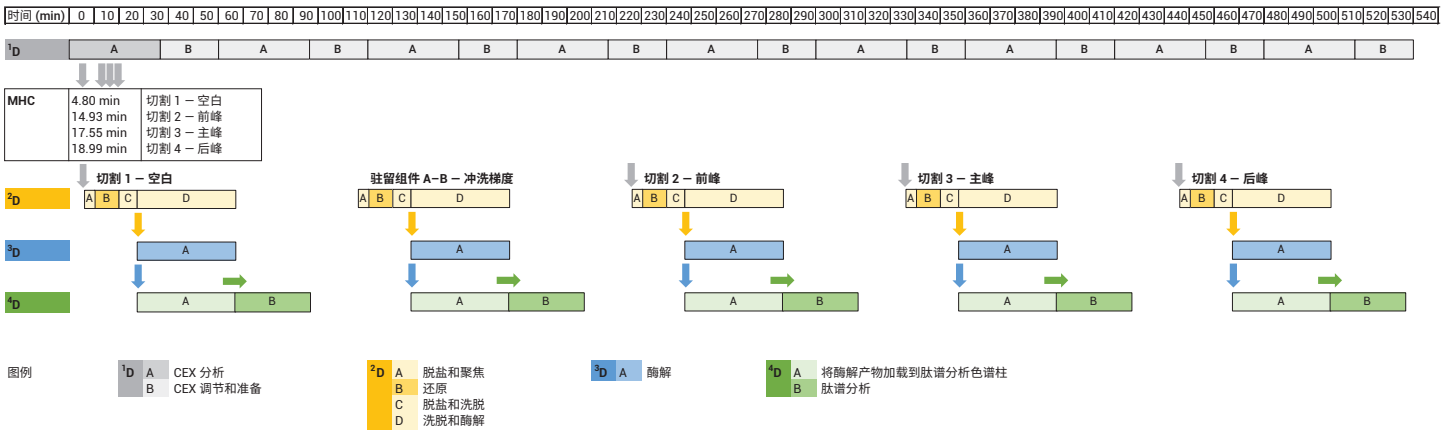 时间 (min) 0 10 20 30 40 50 60 70 80 90 100 110 120 130 140 150 160 170 180 190 200 210 220 230 240 250 260 270 280 290 300 310 320 330 340 350 360 370 380 390 400 410 420 430 440 450 460 470 480 490 500 510 520 530 540
¹D A B A B A B A B A B A B A B A B A B
MHC 4.80 min 切割 1 – 空白
14.93 min 切割 2 – 前峰
17.55 min 切割 3 – 主峰
18.99 min 切割 4 – 后峰
切割 1 – 空白 驻留组件 A–B – 冲洗梯度 切割 2 – 前峰 切割 3 – 主峰 切割 4 – 后峰
²D A B C D A B C D A B C D A B C D A B C D
³D A A A A A
⁴D A B A B A B A B A B
图例 ¹D A CEX 分析 ²D A 脱盐和聚焦 ³D A 酶解 ⁴D A 将酶解产物加载到肽谱分析色谱柱
B CEX 调节和准备 B 还原 B 肽谱分析
C 脱盐和洗脱
D 洗脱和酶解